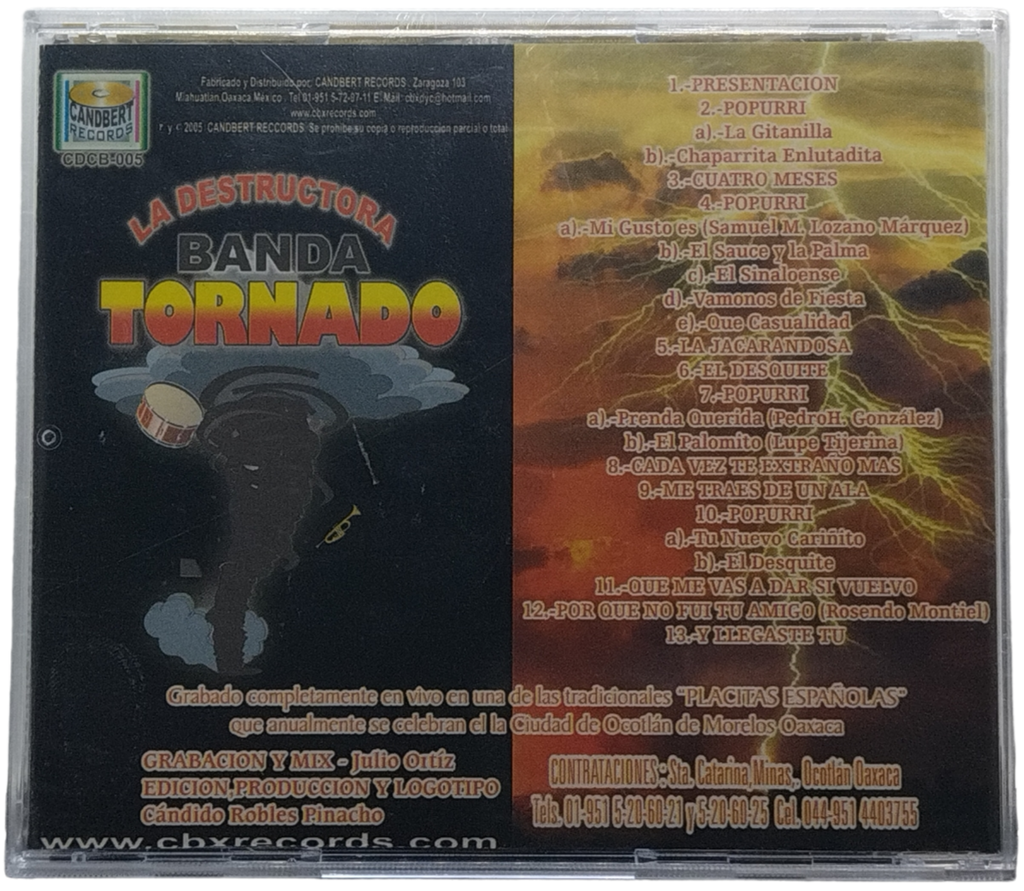 Fabricado y Distribuido por: CANDBERT RECORDS. Zaragoza 103
Miahuatlán, Oaxaca, México Tel 01-951 5-72-97-11 E-Mail: cbxdyc@hotmail.com
www.cbxrecords.com
P y © 2005 CANDBERT RECCORDS. Se prohibe su copia o reproduccion parcial o total
CANDBERT
RECORDS
CDCB-005
LA DESTRUCTORA
BANDA
TORNADO
1.-PRESENTACION
2.-POPURRI
a).-La Gitanilla
b).-Chaparrita Enlutadita
3.-CUATRO MESES
4.-POPURRI
a).-Mi Gusto es (Samuel M. Lozano Márquez)
b).-El Sauce y la Palma
c).-El Sinaloense
d).-Vamonos de Fiesta
e).-Que Casualidad
5.-LA JACARANDOSA
6.-EL DESQUITE
7.-POPURRI
a).-Prenda Querida (PedroH. González)
b).-El Palomito (Lupe Tijerina)
8.-CADA VEZ TE EXTRAÑO MAS
9.-ME TRAES DE UN ALA
10.-POPURRI
a).-Tu Nuevo Cariñito
b).-El Desquite
11.-QUE ME VAS A DAR SI VUELVO
12.-POR QUE NO FUI TU AMIGO (Rosendo Montiel)
13.-Y LLEGASTE TU
Grabado completamente en vivo en una de las tradicionales "PLACITAS ESPAÑOLAS"
que anualmente se celebran el la Ciudad de Ocotlán de Morelos Oaxaca
GRABACION Y MIX - Julio Ortíz
EDICION,PRODUCCION Y LOGOTIPO
Cándido Robles Pinacho
CONTRATACIONES: Sta. Catarina,Minas,. Ocotlán Oaxaca
Tels. 01-951 5-20-60-21 y 5-20-60-25 Cel. 044-951 4403755
www.cbxrecords.com